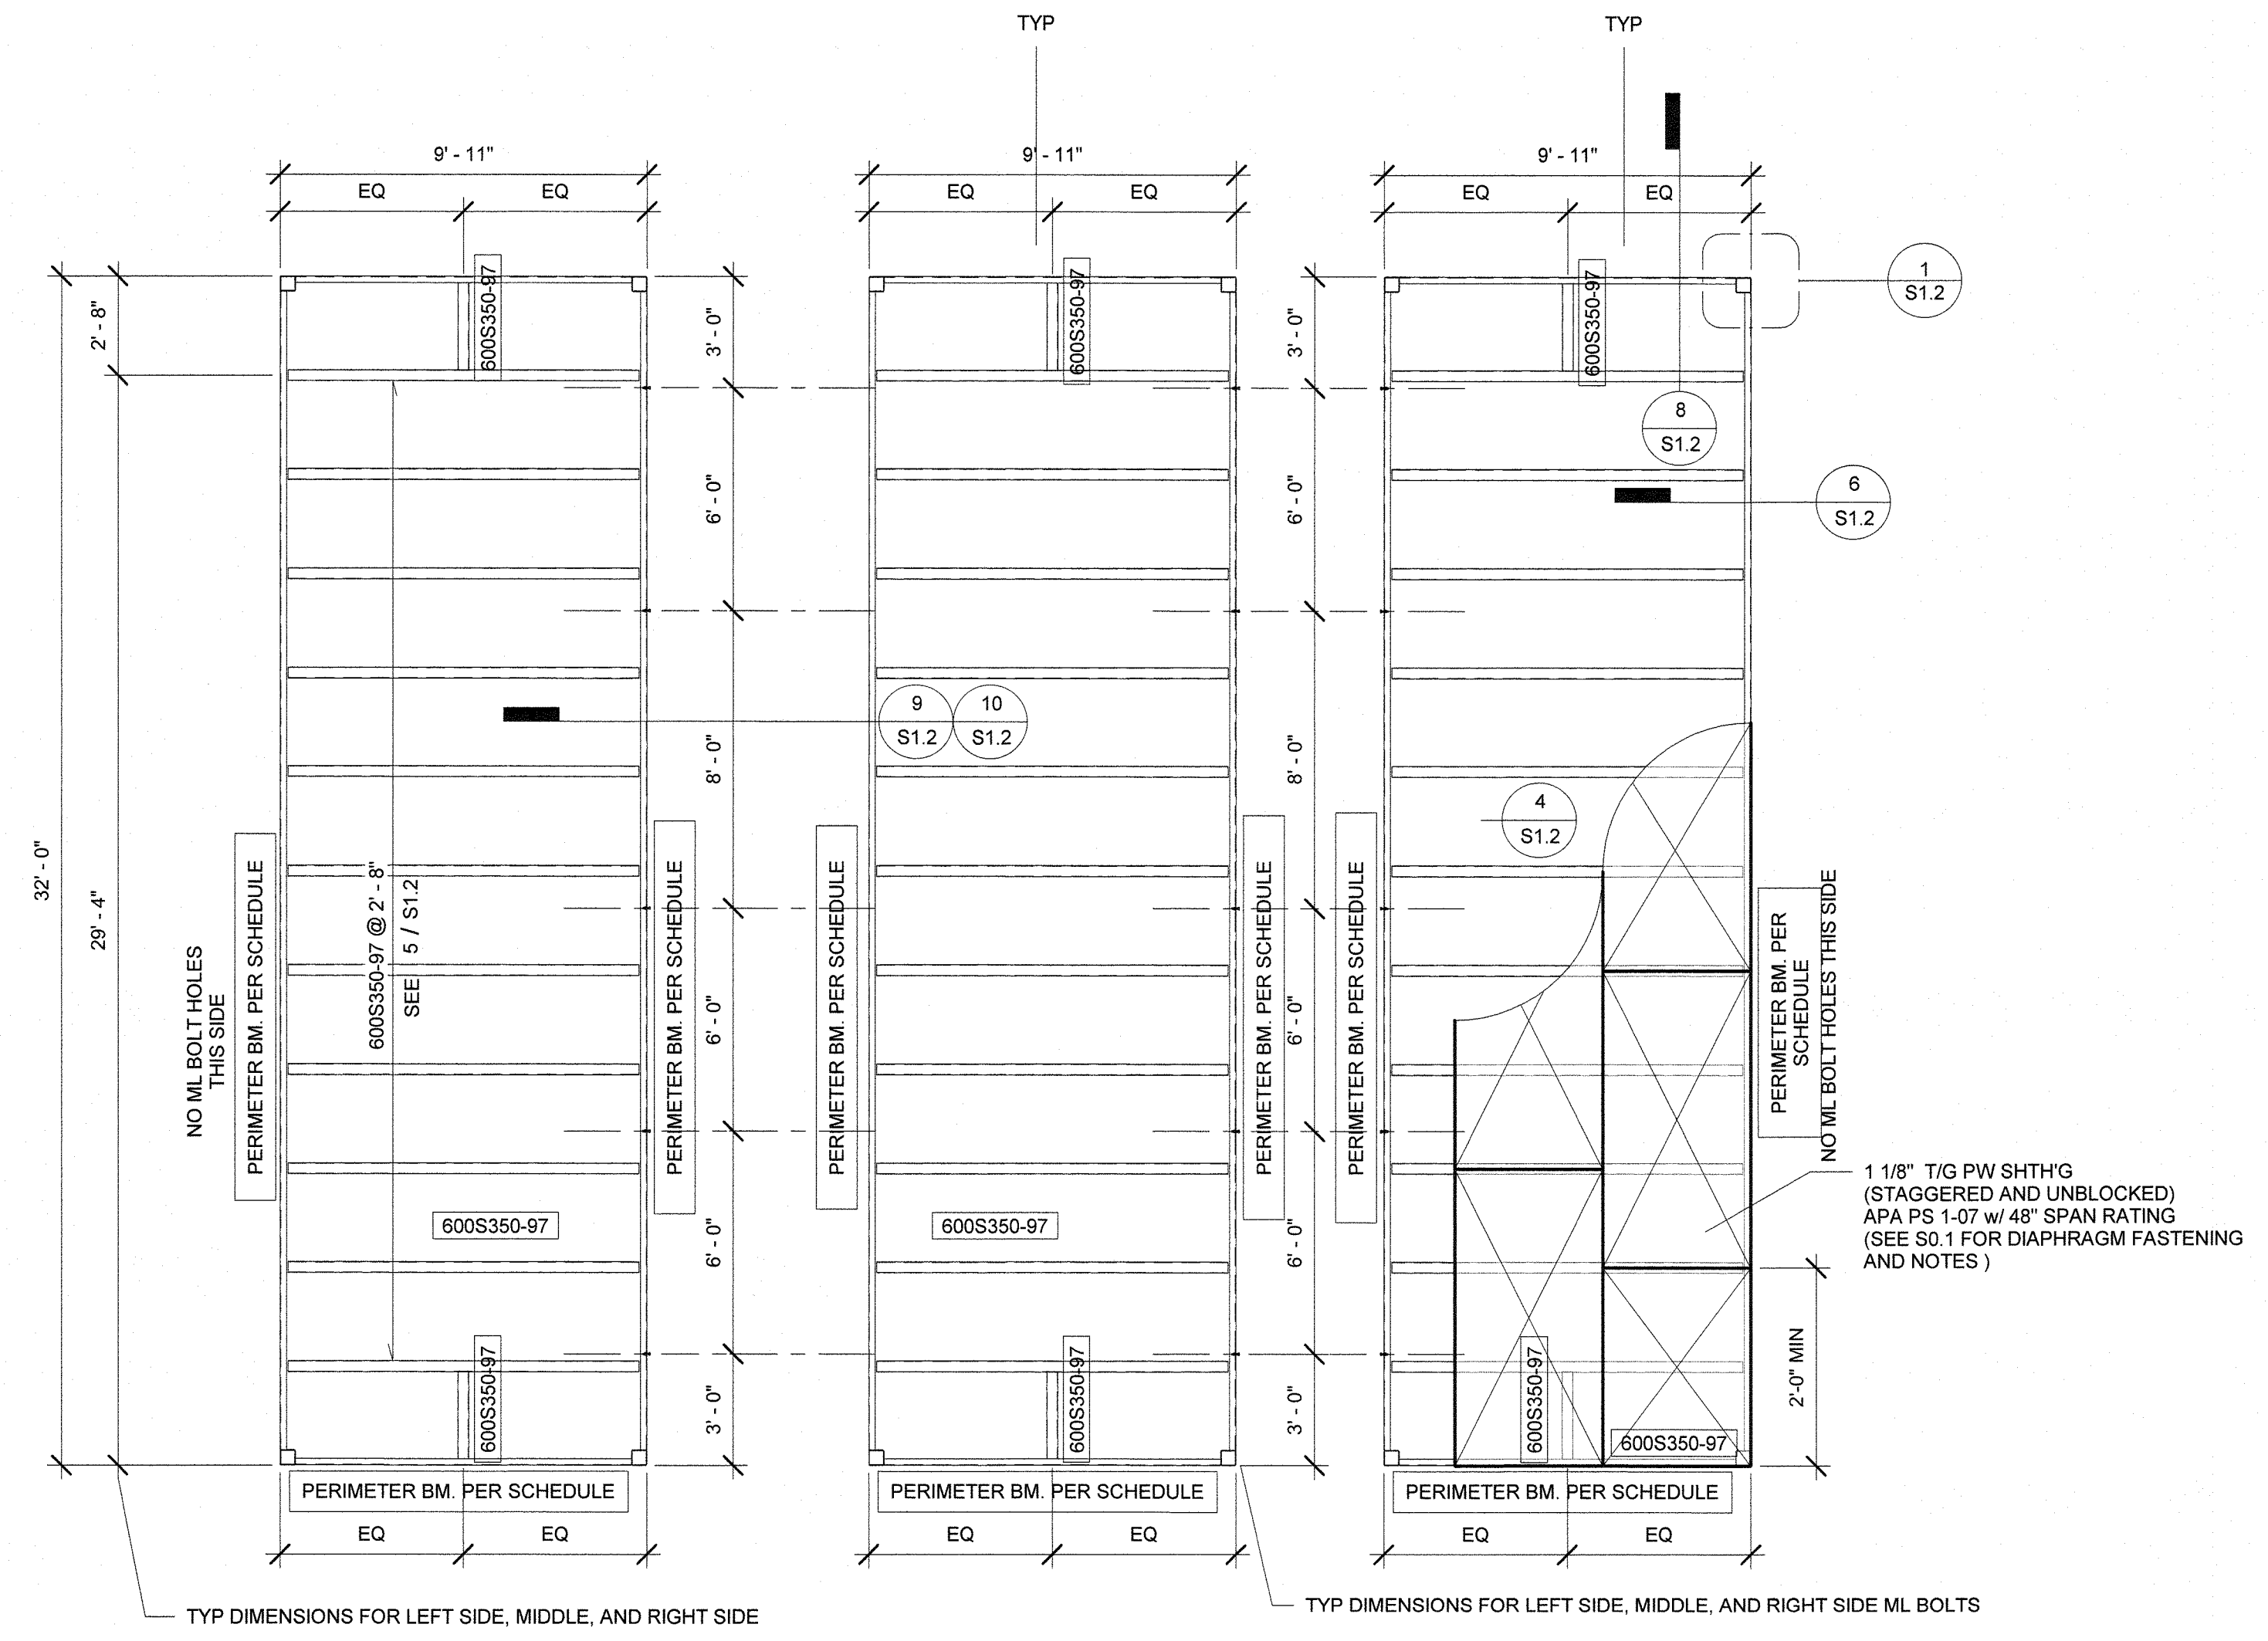 TYP
TYP
9' - 11"
9' - 11"
9' - 11"
EQ
EQ
EQ
EQ
EQ
EQ
600S350-97
600S350-97
600S350-97
1
S1.2
2' - 8"
3' - 0"
3' - 0"
8
S1.2
6' - 0"
6' - 0"
6
S1.2
9
S1.2
10
S1.2
8' - 0"
8' - 0"
4
S1.2
32' - 0"
29' - 4"
NO ML BOLT HOLES
THIS SIDE
PERIMETER BM. PER SCHEDULE
600S350-97 @ 2' - 8"
SEE 5 / S1.2
PERIMETER BM. PER SCHEDULE
PERIMETER BM. PER SCHEDULE
PERIMETER BM. PER SCHEDULE
PERIMETER BM. PER SCHEDULE
PERIMETER BM. PER
SCHEDULE
NO ML BOLT HOLES THIS SIDE
6' - 0"
6' - 0"
1 1/8" T/G PW SHTH'G
(STAGGERED AND UNBLOCKED)
APA PS 1-07 w/ 48" SPAN RATING
(SEE S0.1 FOR DIAPHRAGM FASTENING
AND NOTES )
600S350-97
600S350-97
6' - 0"
6' - 0"
2'-0" MIN
600S350-97
600S350-97
600S350-97
600S350-97
3' - 0"
3' - 0"
PERIMETER BM. PER SCHEDULE
PERIMETER BM. PER SCHEDULE
PERIMETER BM. PER SCHEDULE
EQ
EQ
EQ
EQ
EQ
EQ
TYP DIMENSIONS FOR LEFT SIDE, MIDDLE, AND RIGHT SIDE
TYP DIMENSIONS FOR LEFT SIDE, MIDDLE, AND RIGHT SIDE ML BOLTS